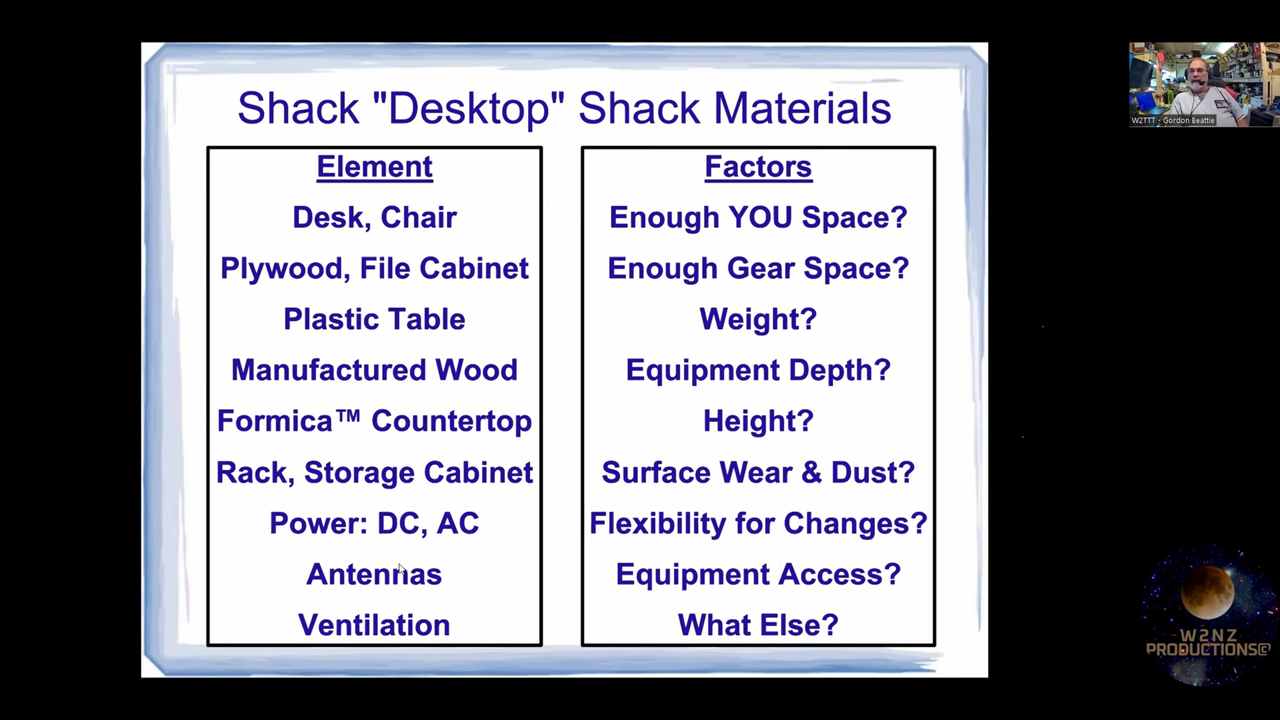 Shack "Desktop" Shack Materials
Element
Desk, Chair
Plywood, File Cabinet
Plastic Table
Manufactured Wood
Formica™ Countertop
Rack, Storage Cabinet
Power: DC, AC
Antennas
Ventilation
Factors
Enough YOU Space?
Enough Gear Space?
Weight?
Equipment Depth?
Height?
Surface Wear & Dust?
Flexibility for Changes?
Equipment Access?
What Else?
W2TTT - Gordon Beattie
W2NZ
PRODUCTIONS©